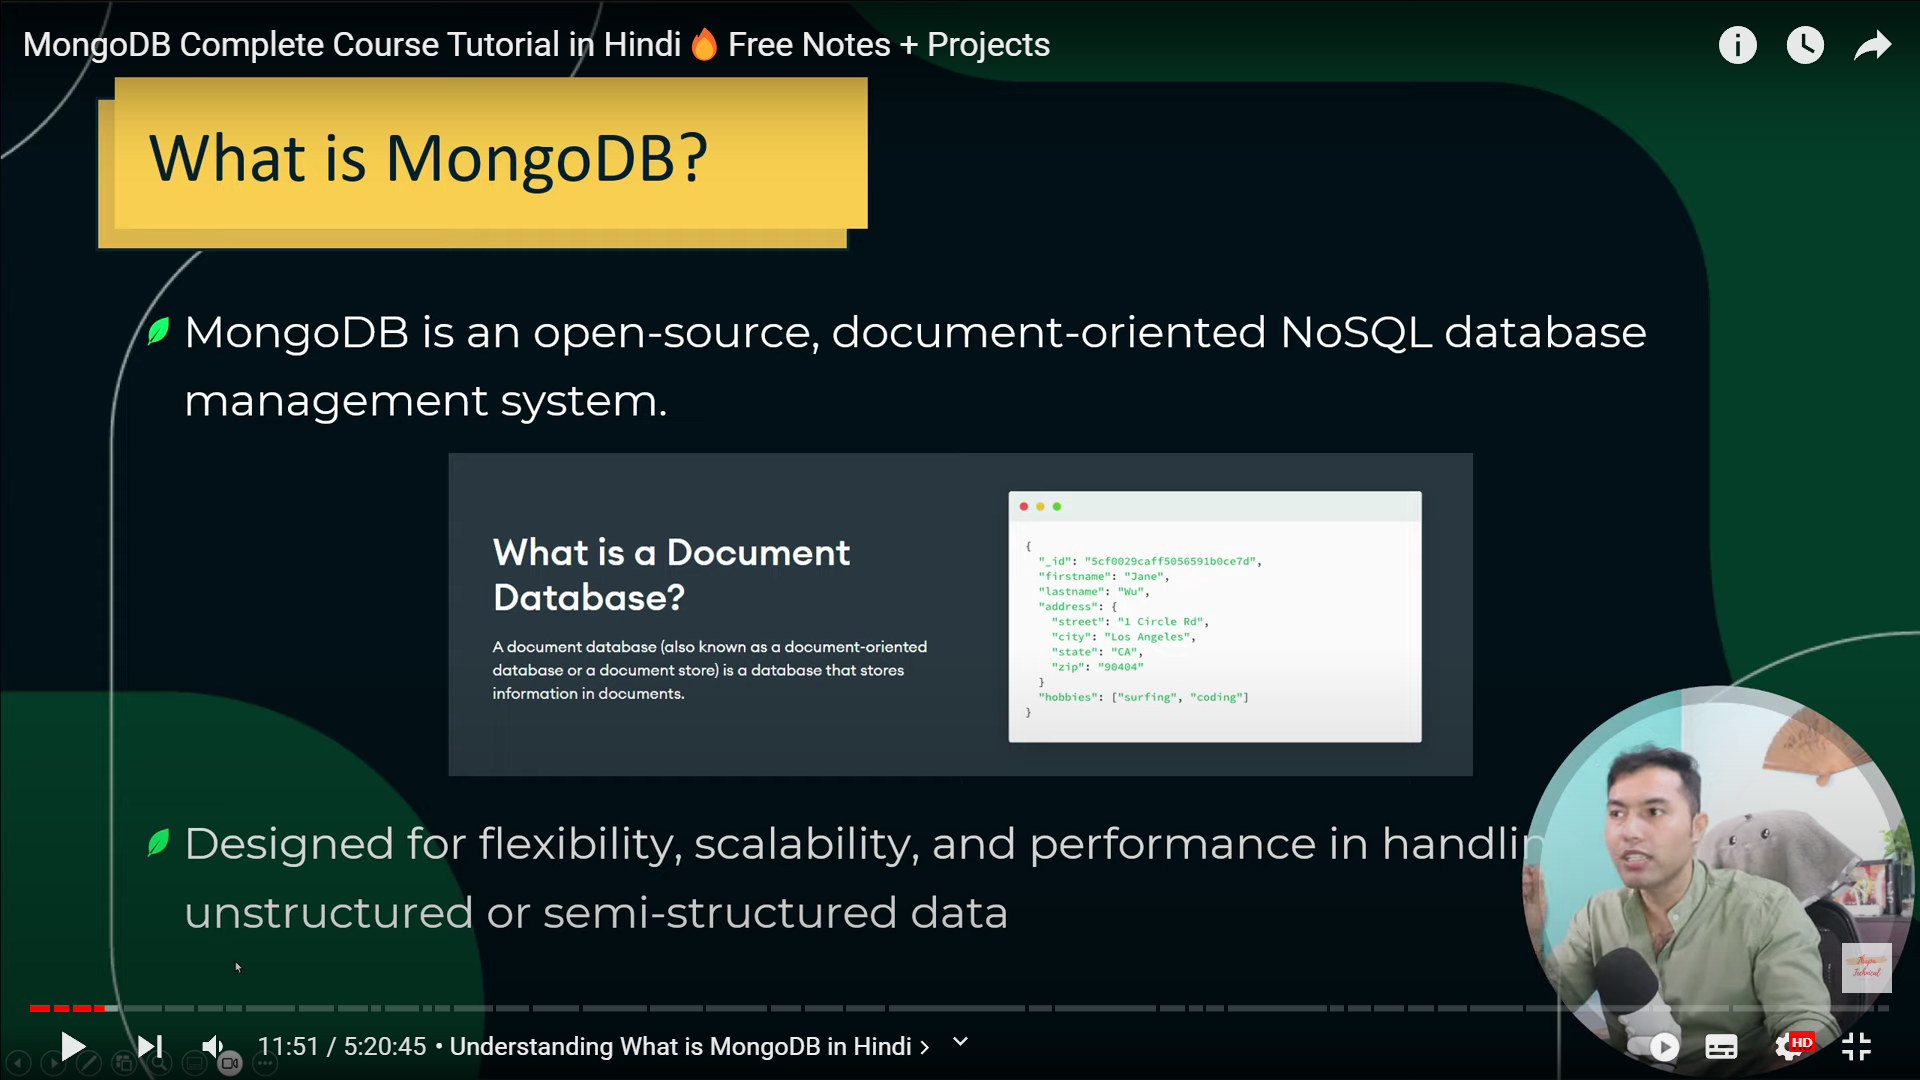 MongoDB Complete Course Tutorial in Hindi🔥 Free Notes + Projects
What is MongoDB?
MongoDB is an open-source, document-oriented NoSQL database
management system.
What is a Document
Database?
A document database (also known as a document-oriented
database or a document store) is a database that stores
information in documents.
{
"_id": "5cf0029caff5056591b0ce7d",
"firstname": "Jane",
"lastname": "Wu",
"address": {
"street": "1 Circle Rd",
"city": "Los Angeles",
"state": "CA",
"zip": "90404"
}
"hobbies": ["surfing", "coding"]
}
Designed for flexibility, scalability, and performance in handlin
unstructured or semi-structured data
Thapa
Technical
11:51 / 5:20:45 • Understanding What is MongoDB in Hindi ›
HD